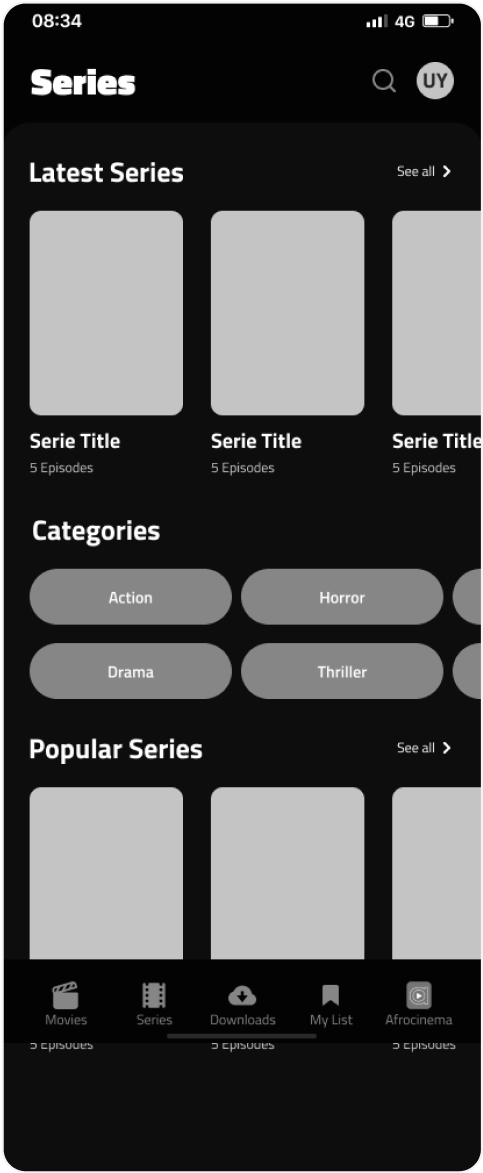 08:34 4G
Series UY
Latest Series See all
Serie Title Serie Title Serie Title
5 Episodes 5 Episodes 5 Episodes
Categories
Action Horror
Drama Thriller
Popular Series See all
Movies Series Downloads My List Afrocinema
5 Episodes 5 Episodes 5 Episodes